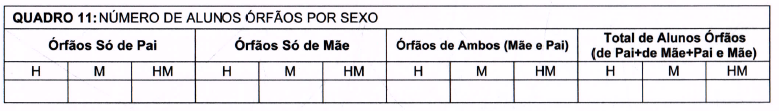 QUADRO 11: NÚMERO DE ALUNOS ÓRFÃOS POR SEXO
Órfãos Só de Pai Órfãos Só de Mãe Órfãos de Ambos (Mãe e Pai) Total de Alunos Órfãos
(de Pai+de Mãe+Pai e Mãe)
H M HM H M HM H M HM H M HM